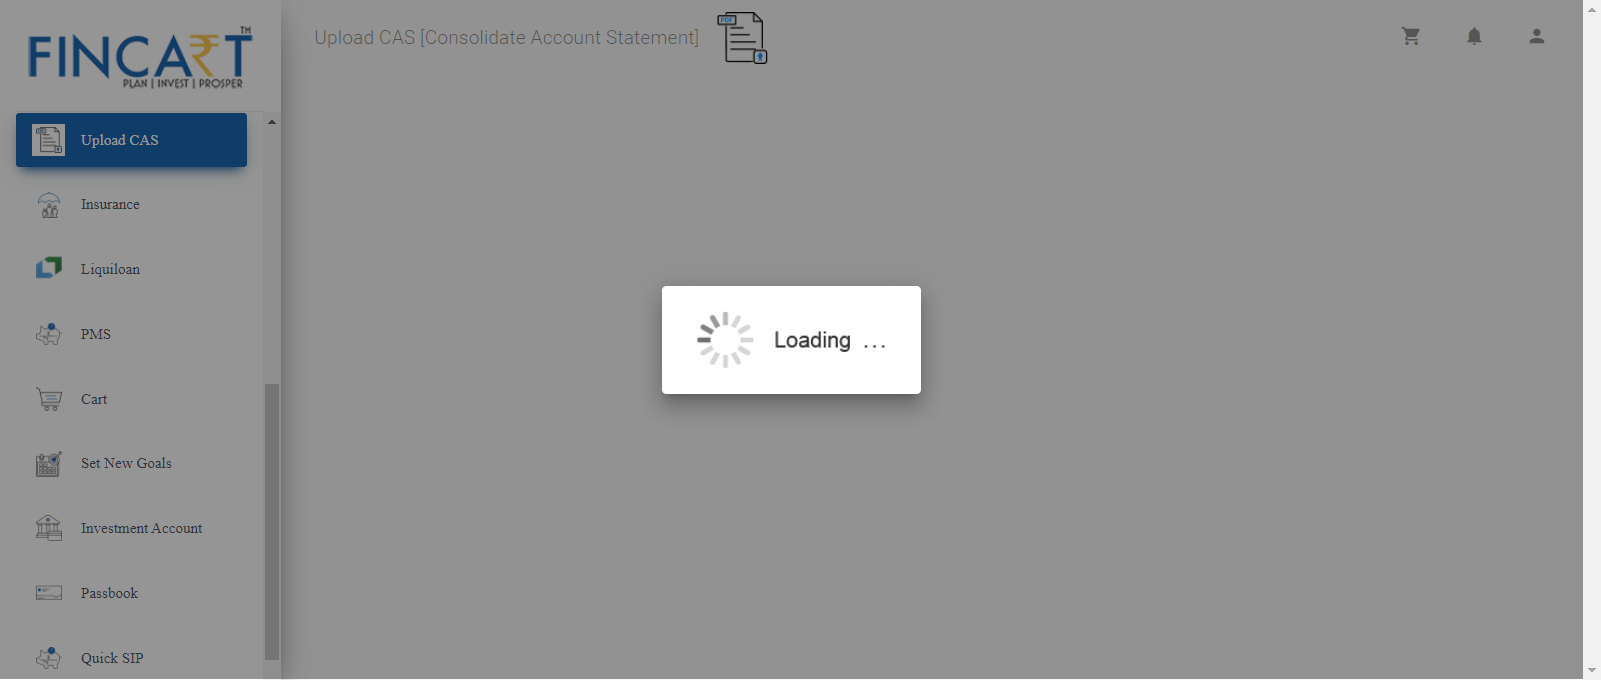 FINCART TM
PLAN | INVEST | PROSPER
Upload CAS [Consolidate Account Statement]
PDF
Upload CAS
Insurance
Liquiloan
PMS
Cart
Set New Goals
Investment Account
Passbook
Quick SIP
Loading ...